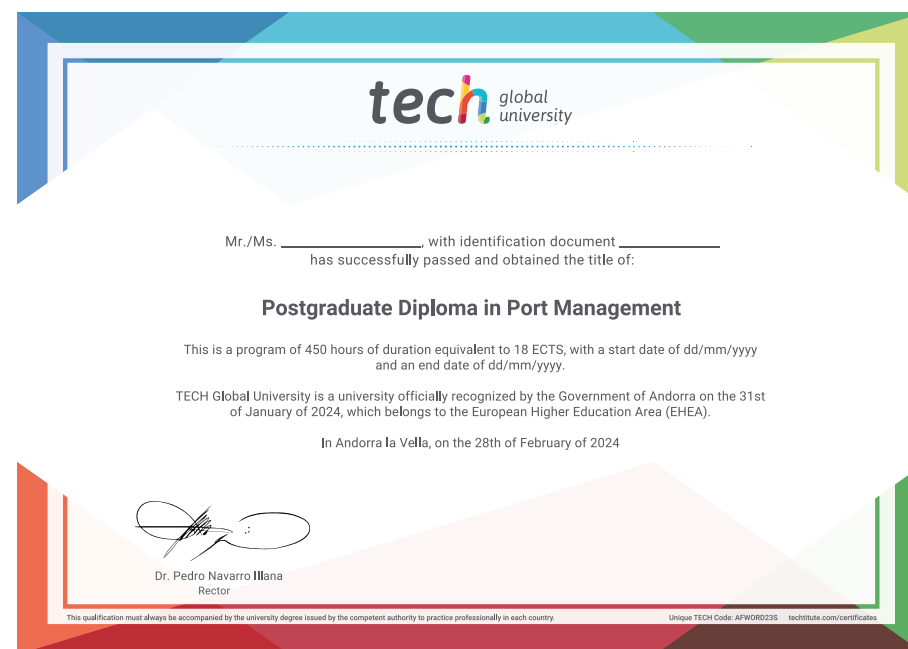 tech global university
Mr./Ms. ____________________, with identification document ______________
has successfully passed and obtained the title of:
Postgraduate Diploma in Port Management
This is a program of 450 hours of duration equivalent to 18 ECTS, with a start date of dd/mm/yyyy
and an end date of dd/mm/yyyy.
TECH Global University is a university officially recognized by the Government of Andorra on the 31st
of January of 2024, which belongs to the European Higher Education Area (EHEA).
In Andorra la Vella, on the 28th of February of 2024
Dr. Pedro Navarro Illana
Rector
This qualification must always be accompanied by the university degree issued by the competent authority to practice professionally in each country.
Unique TECH Code: AFWORD23S techtitute.com/certificates